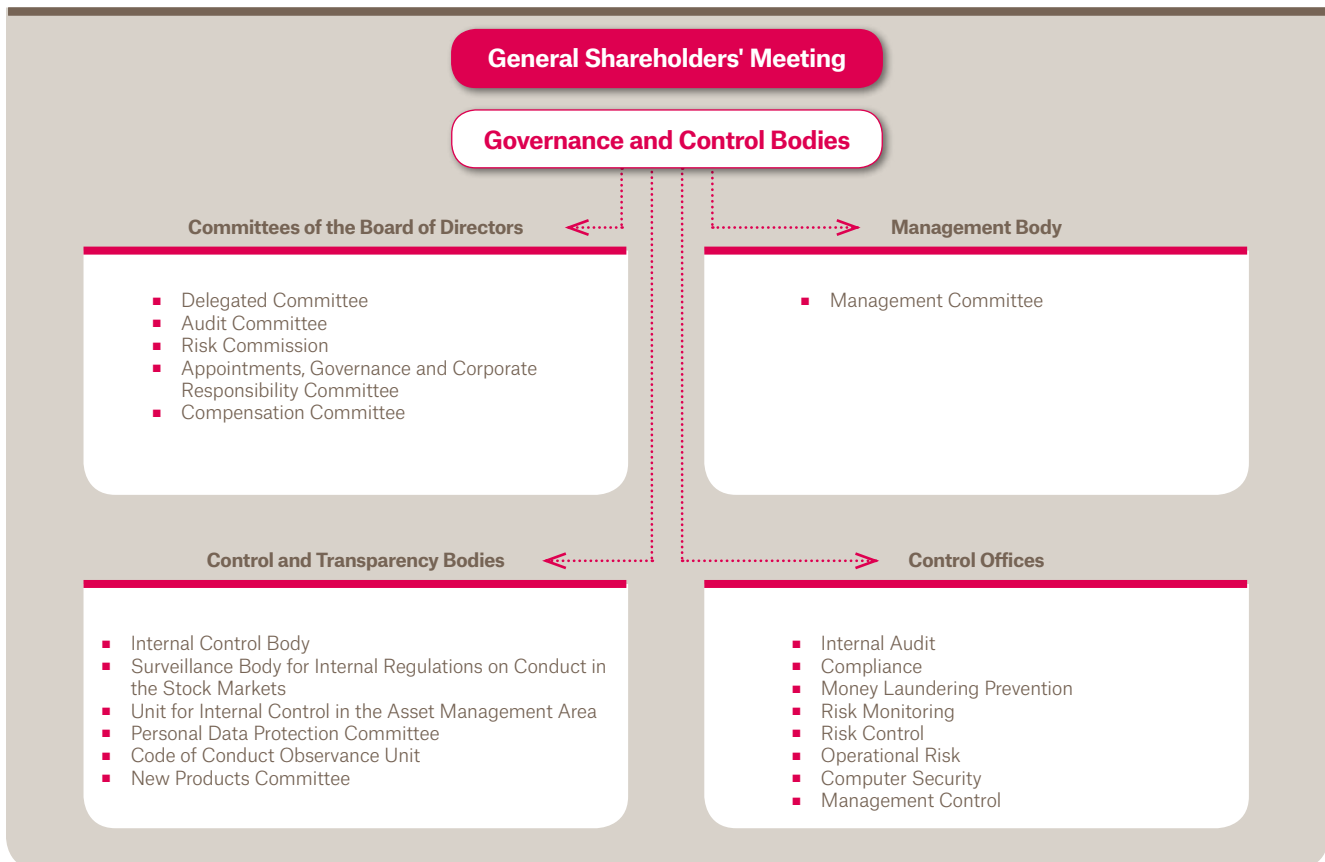 General Shareholders' Meeting
Governance and Control Bodies
Committees of the Board of Directors
Delegated Committee
Audit Committee
Risk Commission
Appointments, Governance and Corporate
Responsibility Committee
Compensation Committee
Management Body
Management Committee
Control and Transparency Bodies
Internal Control Body
Surveillance Body for Internal Regulations on Conduct in
the Stock Markets
Unit for Internal Control in the Asset Management Area
Personal Data Protection Committee
Code of Conduct Observance Unit
New Products Committee
Control Offices
Internal Audit
Compliance
Money Laundering Prevention
Risk Monitoring
Risk Control
Operational Risk
Computer Security
Management Control